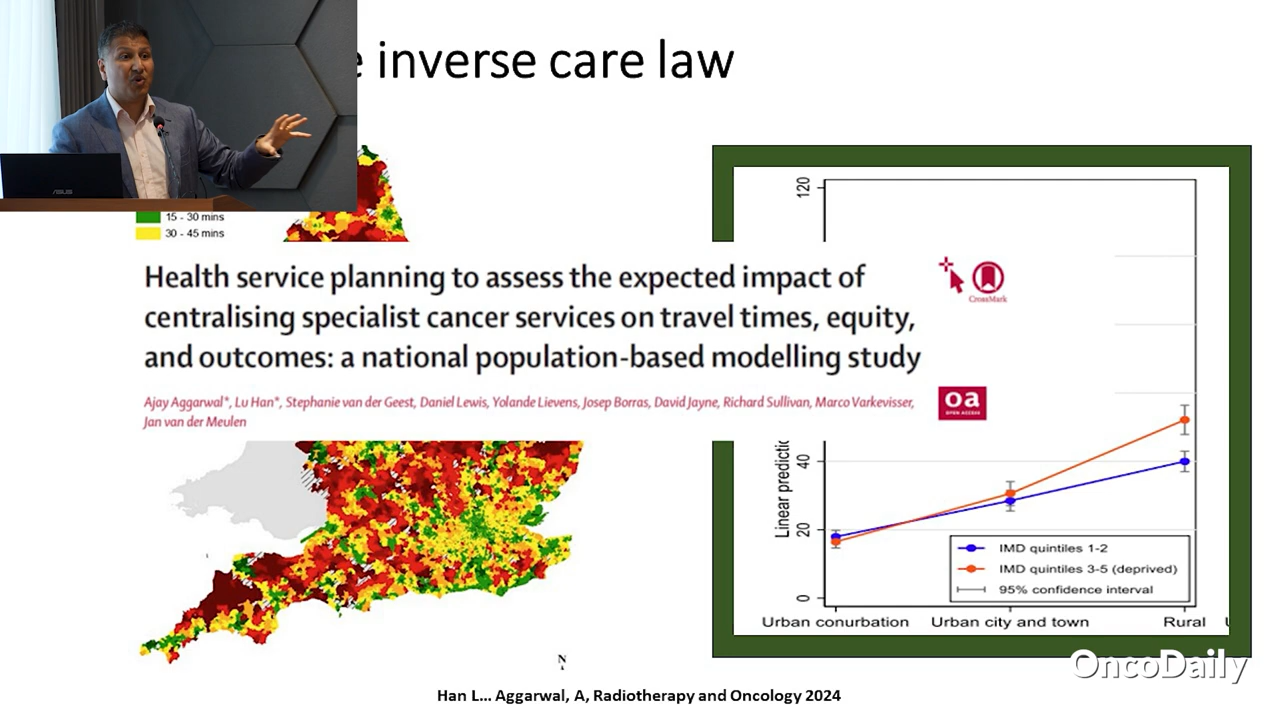 e inverse care law
ASUS
15 - 30 mins
30 - 45 mins
Health service planning to assess the expected impact of
centralising specialist cancer services on travel times, equity,
and outcomes: a national population-based modelling study
Ajay Aggarwal*, Lu Han*, Stephanie van der Geest, Daniel Lewis, Yolande Lievens, Josep Borras, David Jayne, Richard Sullivan, Marco Varkevisser,
Jan van der Meulen
CrossMark
oa
OPEN ACCESS
120
40
20
0
Linear predictic
IMD quintiles 1-2
IMD quintiles 3-5 (deprived)
95% confidence interval
Urban conurbation Urban city and town Rural
N
OncoDaily
Han L... Aggarwal, A, Radiotherapy and Oncology 2024